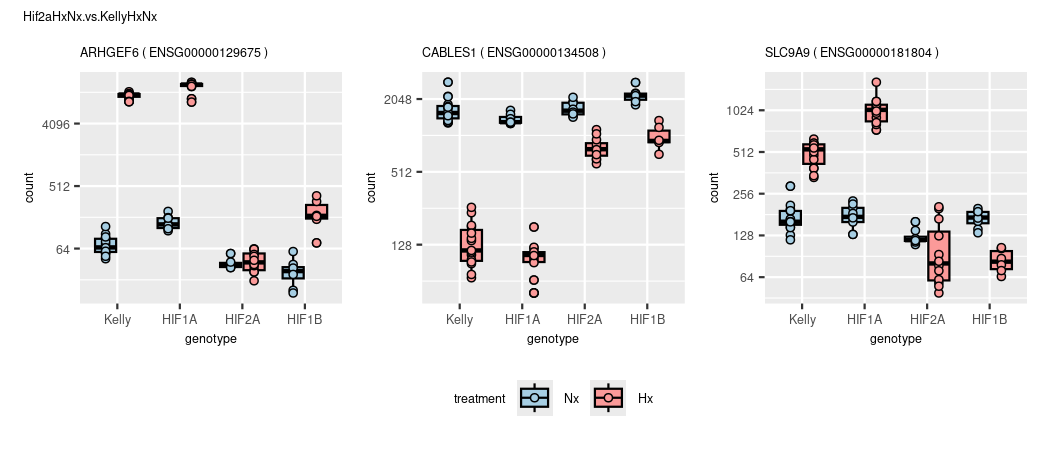 Hif2aHxNx.vs.KellyHxNx
ARHGEF6 ( ENSG00000129675 )
4096
512
64
count
Kelly HIF1A HIF2A HIF1B
genotype
CABLES1 ( ENSG00000134508 )
2048
512
128
count
Kelly HIF1A HIF2A HIF1B
genotype
SLC9A9 ( ENSG00000181804 )
1024
512
256
128
64
count
Kelly HIF1A HIF2A HIF1B
genotype
treatment Nx Hx